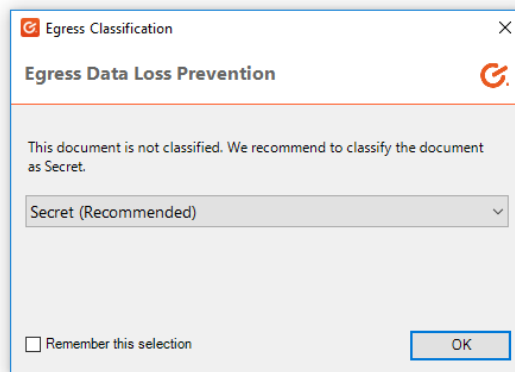 Egress Classification
Egress Data Loss Prevention
This document is not classified. We recommend to classify the document
as Secret.
Secret (Recommended)
Remember this selection
OK